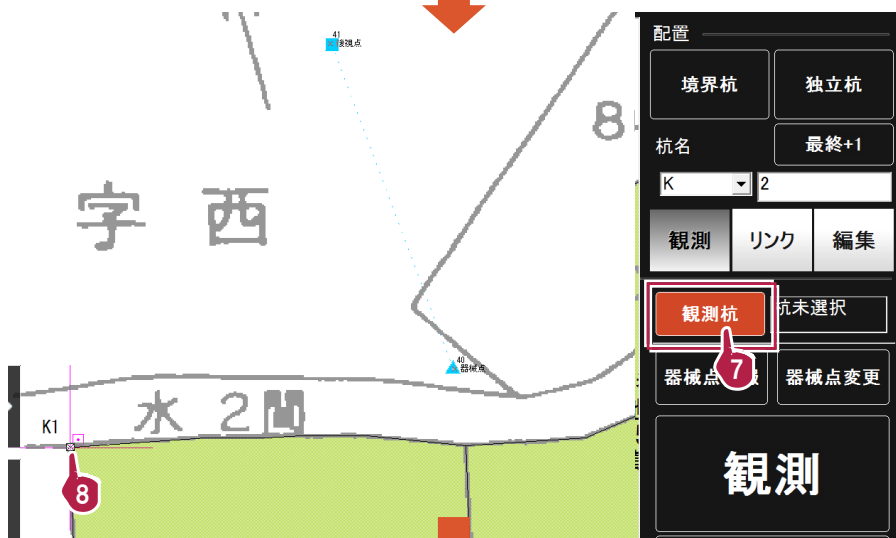 配置
境界杭
独立杭
杭名
最終+1
K
2
観測
リンク
編集
観測杭
杭未選択
7
器械点
器械点変更
観測
41
後視点
8
字 西
40
器械点
水 2間
K1
8